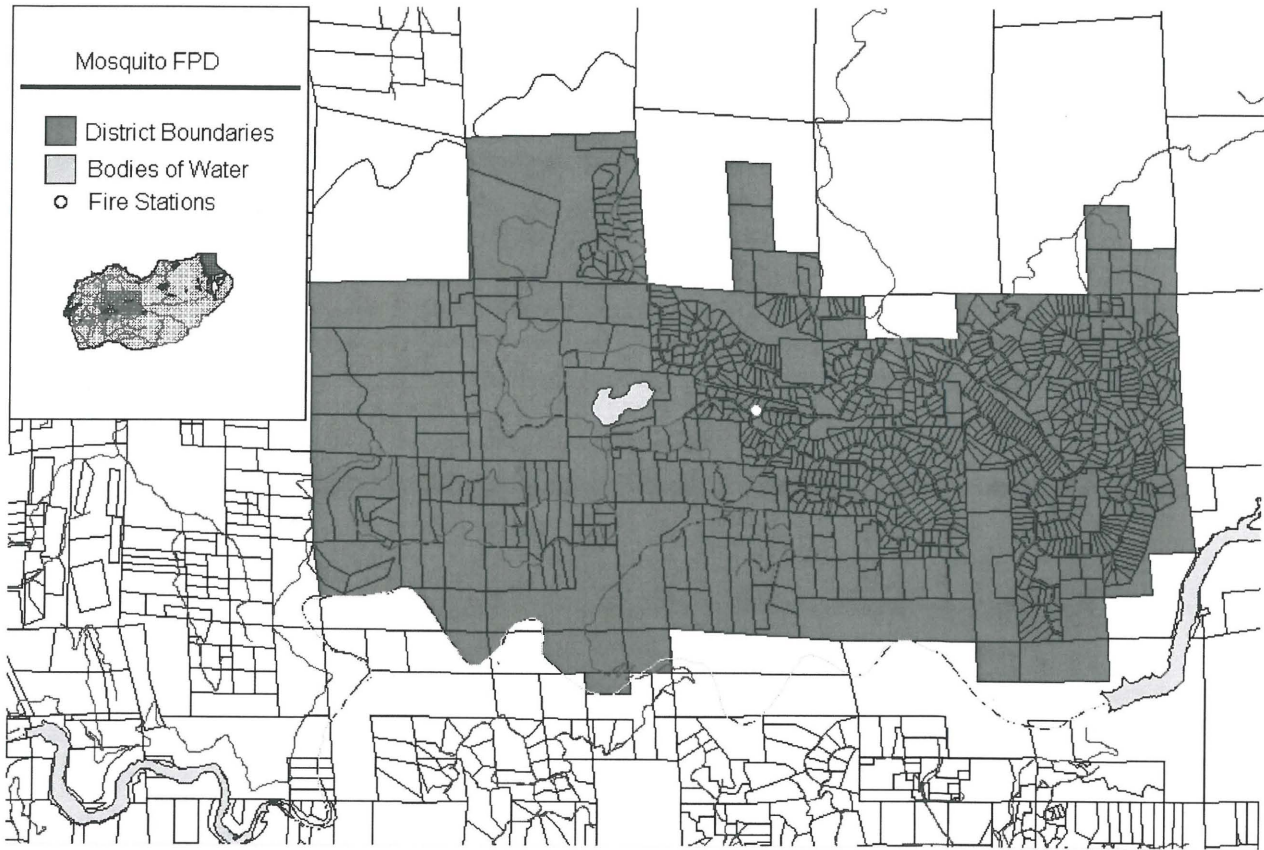 Mosquito FPD
District Boundaries
Bodies of Water
Fire Stations